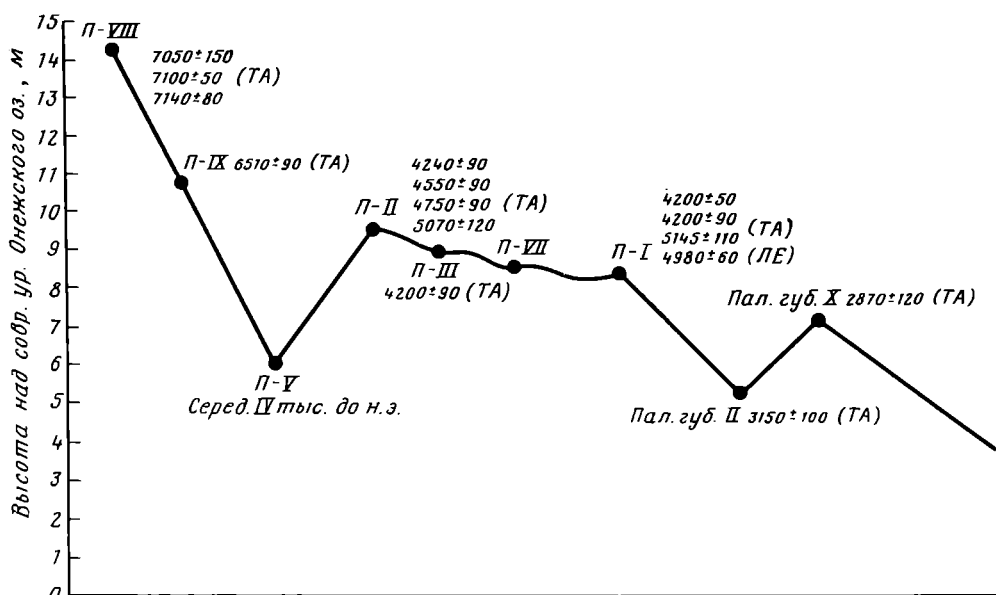 Высота над совр. ур. Онежского оз., м
15
14
13
12
11
10
9
8
7
6
5
4
3
2
1
0
П-VIII
7050±150
7100±50 (ТА)
7140±80
П-IX 6510±90 (ТА)
П-V
Серед. IV тыс. до н.э.
П-II
4240±90
4550±90
4750±90 (ТА)
5070±120
П-III
4200±90 (ТА)
П-VII
П-I
4200±50
4200±90
5145±110 (ТА)
4980±60 (ЛЕ)
Пал. губ. II 3150±100 (ТА)
Пал. губ. X 2870±120 (ТА)